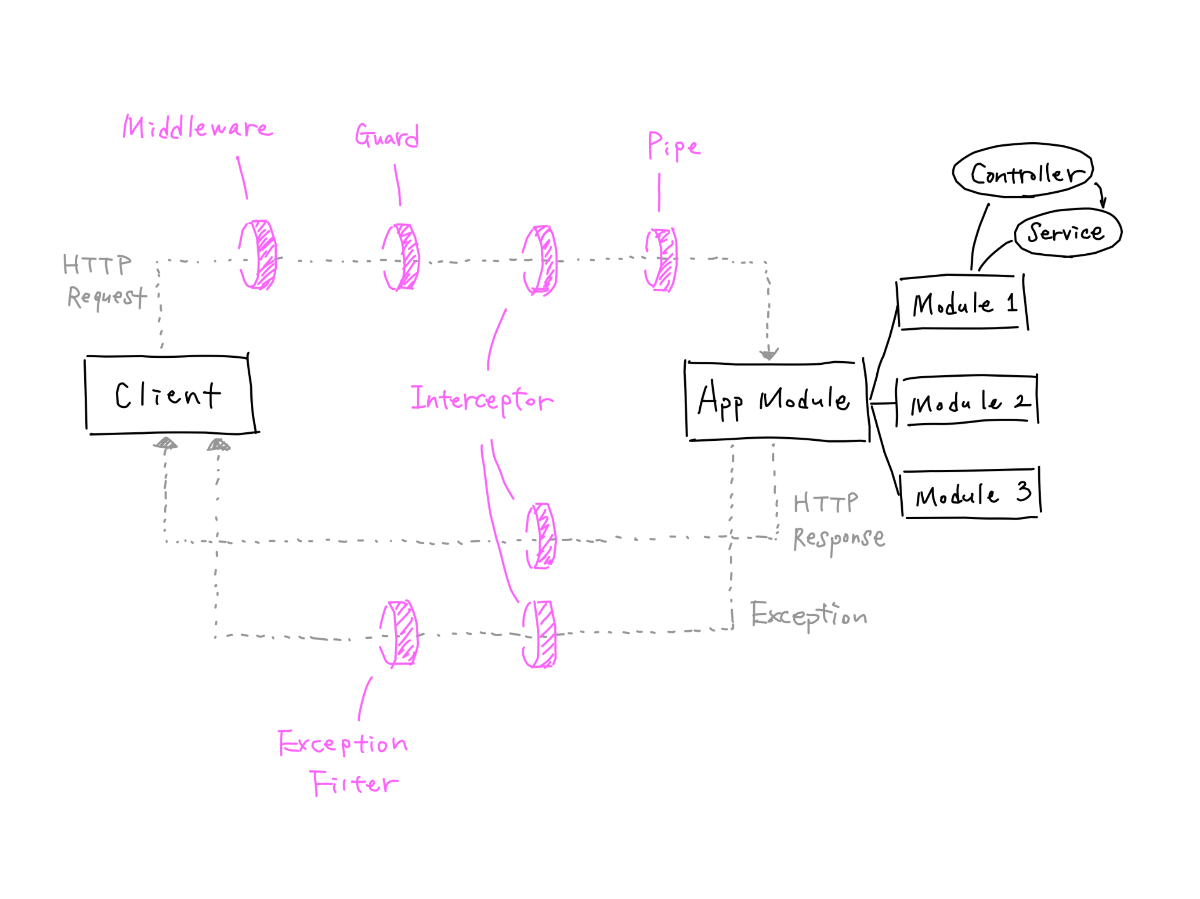 Middleware
Guard
Pipe
Controller
Service
HTTP
Request
Module 1
Client
Interceptor
App Module
Module 2
Module 3
HTTP
Response
Exception
Exception
Filter